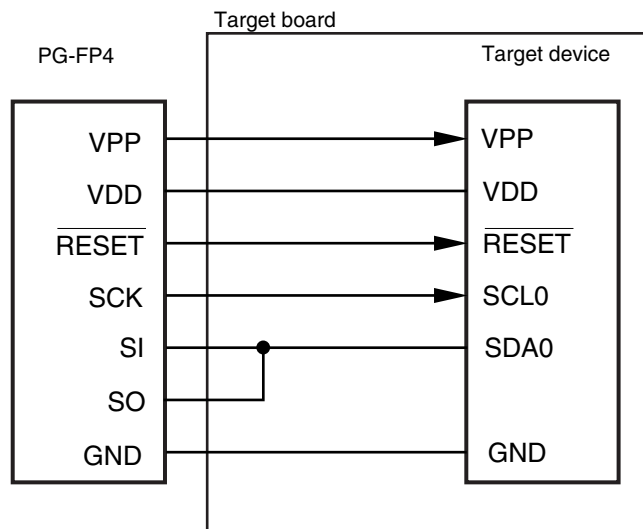 Target board
PG-FP4
Target device
VPP
VPP
VDD
VDD
RESET
RESET
SCK
SCL0
SI
SDA0
SO
GND
GND